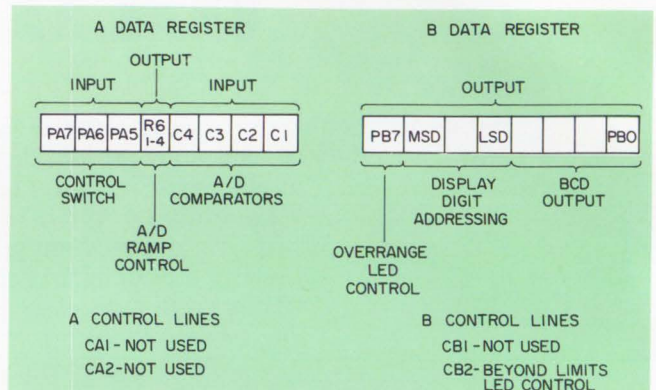 A DATA REGISTER
OUTPUT
INPUT INPUT
PA7 PA6 PA5 R6 1-4 C4 C3 C2 C1
CONTROL SWITCH
A/D COMPARATORS
A/D RAMP CONTROL
A CONTROL LINES
CA1 - NOT USED
CA2 - NOT USED
B DATA REGISTER
OUTPUT
PB7 MSD LSD PB0
DISPLAY DIGIT ADDRESSING
BCD OUTPUT
OVERRANGE LED CONTROL
B CONTROL LINES
CB1 - NOT USED
CB2 - BEYOND LIMITS
LED CONTROL